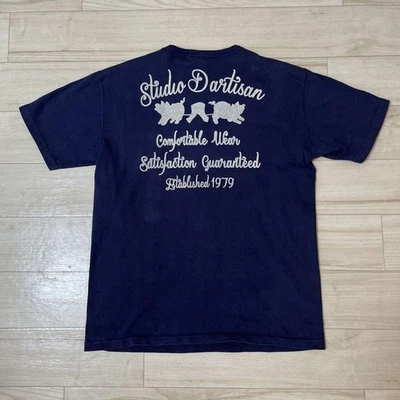 Studio D'artisan
Comfortable Wear
Satisfaction Guaranteed
Established 1979